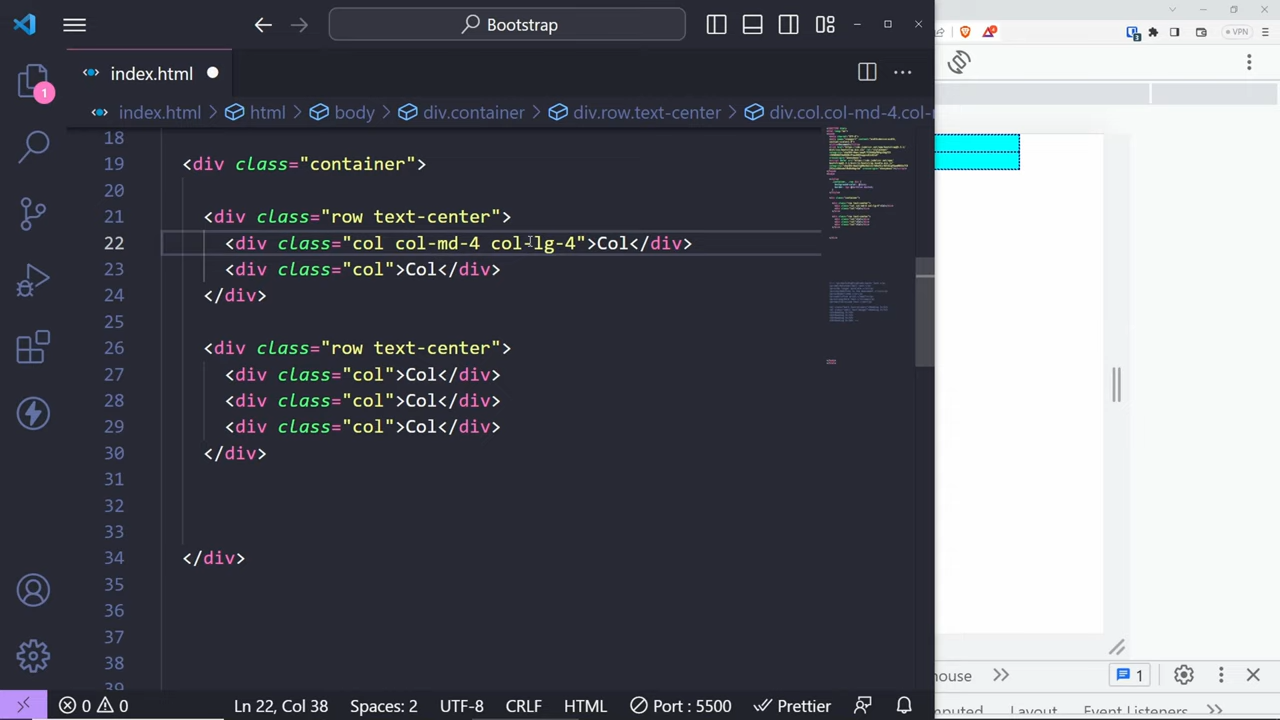 Bootstrap
VPN
index.html
index.html > html > body > div.container > div.row.text-center > div.col.col-md-4.col-
18
19 <div class="container">
20
21 <div class="row text-center">
22 <div class="col col-md-4 col-lg-4">Col</div>
23 <div class="col">Col</div>
24 </div>
25
26 <div class="row text-center">
27 <div class="col">Col</div>
28 <div class="col">Col</div>
29 <div class="col">Col</div>
30 </div>
31
32
33
34 </div>
35
36
37
38
39
1
3
1
ouse
mputed Layout Event Listeners
0 0 Ln 22, Col 38 Spaces: 2 UTF-8 CRLF HTML Port : 5500 Prettier